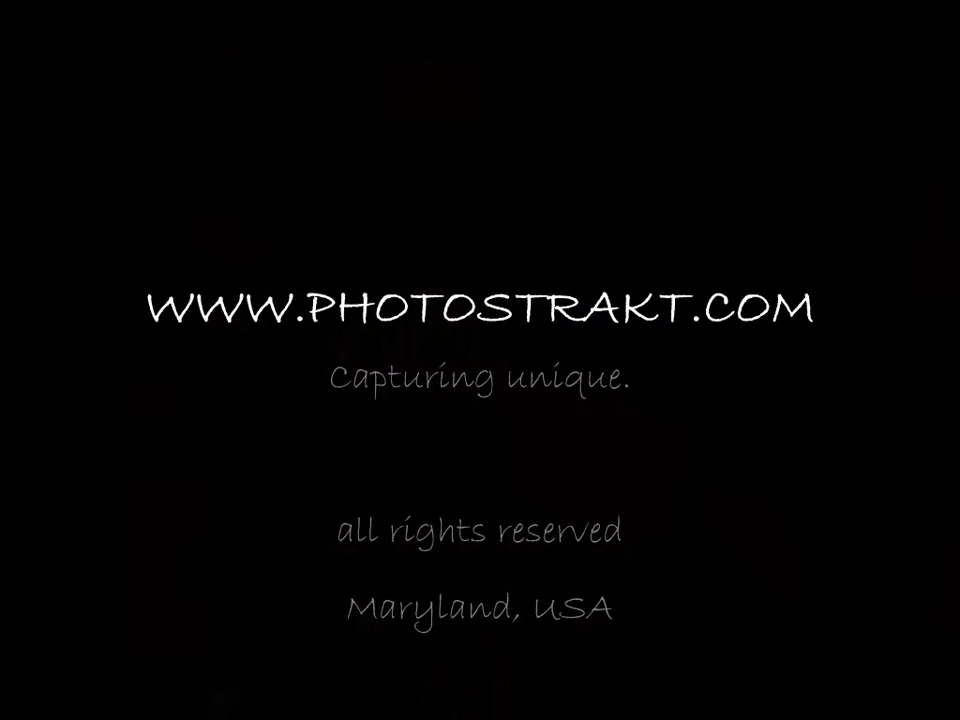 WWW.PHOTOSTRAKT.COM
Capturing unique.
all rights reserved
Maryland, USA